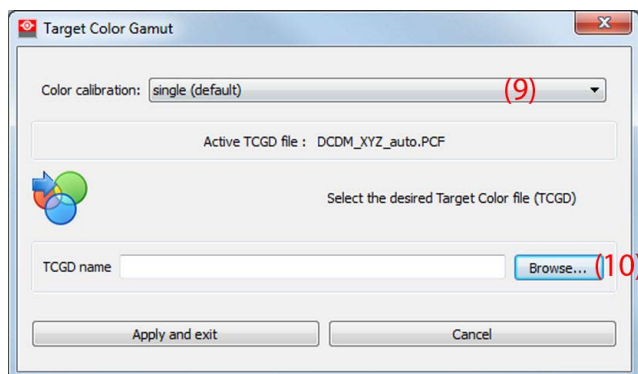 Target Color Gamut
Color calibration: single (default) (9)
Active TCGD file : DCDM_XYZ_auto.PCF
Select the desired Target Color file (TCGD)
TCGD name Browse... (10)
Apply and exit Cancel